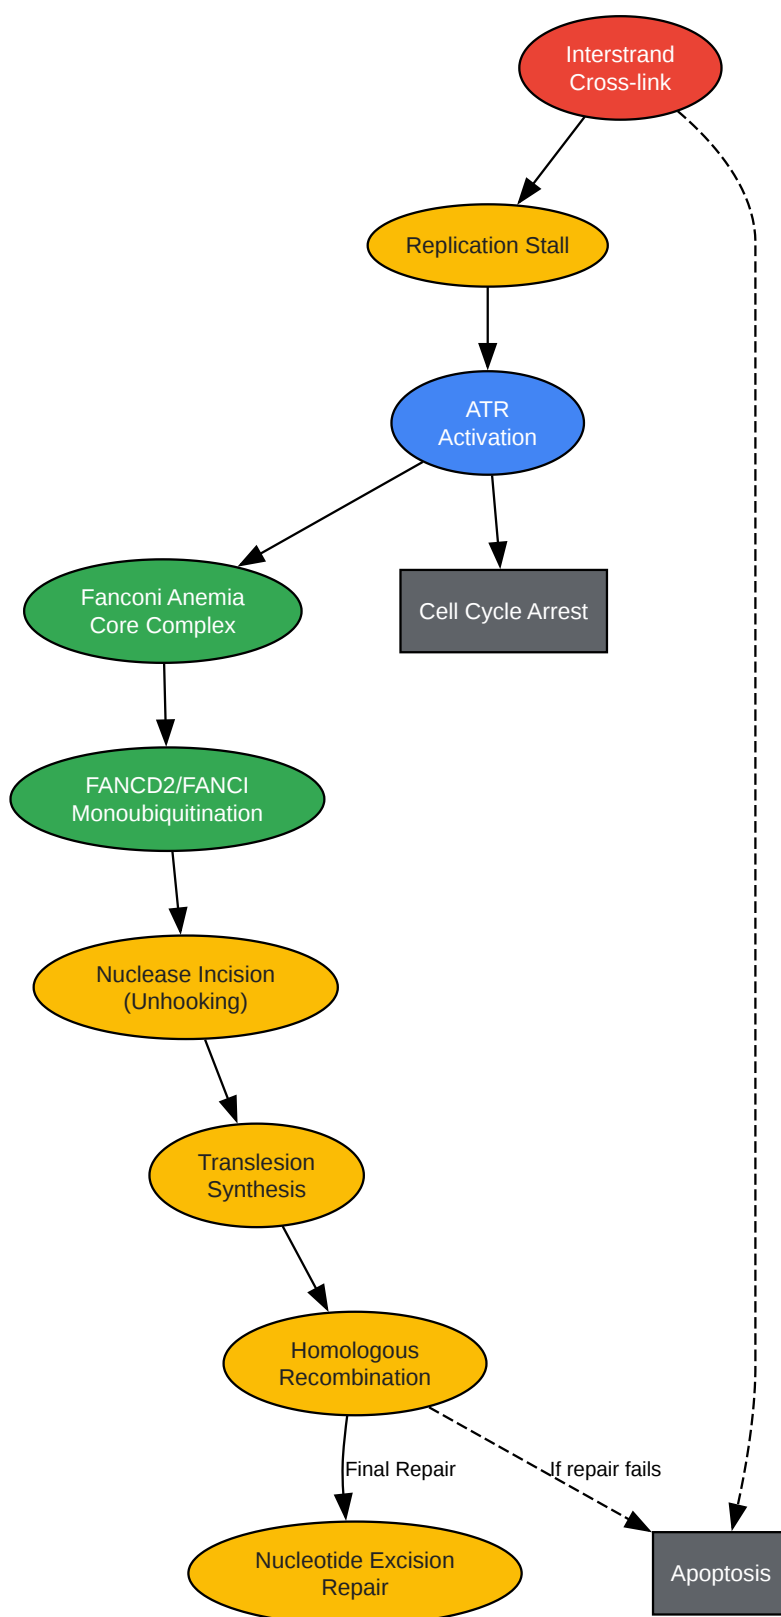 Interstrand
Cross-link
Replication Stall
ATR
Activation
Fanconi Anemia
Core Complex
Cell Cycle Arrest
FANCD2/FANCI
Monoubiquitination
Nuclease Incision
(Unhooking)
Translesion
Synthesis
Homologous
Recombination
Final Repair
If repair fails
Nucleotide Excision
Repair
Apoptosis